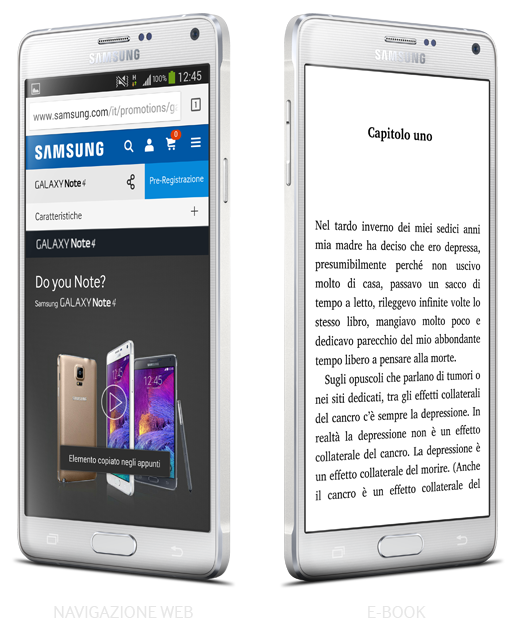 SAMSUNG
100% 12:45
www.samsung.com/it/promotions/ga
1
SAMSUNG
0
GALAXY Note 4
Pre-Registrazione
Caratteristiche +
GALAXY Note 4
Do you Note?
Samsung GALAXY Note 4
12:45
Elemento copiato negli appunti
NAVIGAZIONE WEB
SAMSUNG
Capitolo uno
Nel tardo inverno dei miei sedici anni
mia madre ha deciso che ero depressa,
presumibilmente perché non uscivo
molto di casa, passavo un sacco di
tempo a letto, rileggevo infinite volte lo
stesso libro, mangiavo molto poco e
dedicavo parecchio del mio abbondante
tempo libero a pensare alla morte.
Sugli opuscoli che parlano di tumori o
nei siti dedicati, tra gli effetti collaterali
del cancro c'è sempre la depressione. In
realtà la depressione non è un effetto
collaterale del cancro. La depressione è
un effetto collaterale del morire. (Anche
il cancro è un effetto collaterale del
E-BOOK